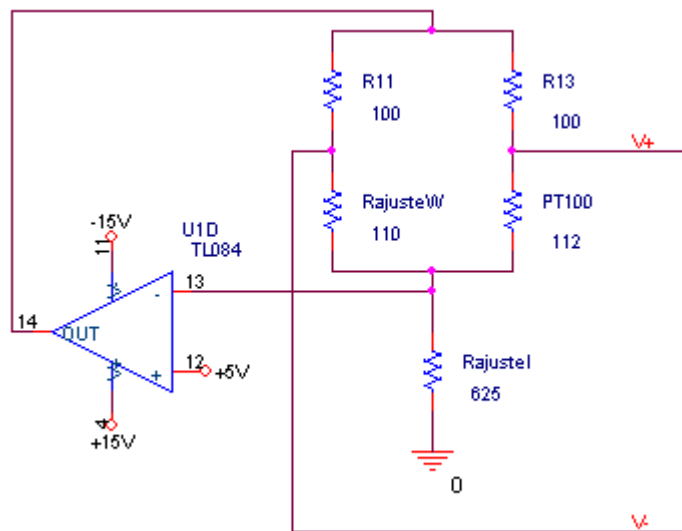 R11
100
R13
100
V+
RajusteW
110
PT100
112
-15V
11
U1D
TL084
13
-
14
OUT
12
+
+5V
4
+15V
RajusteI
625
0
V-